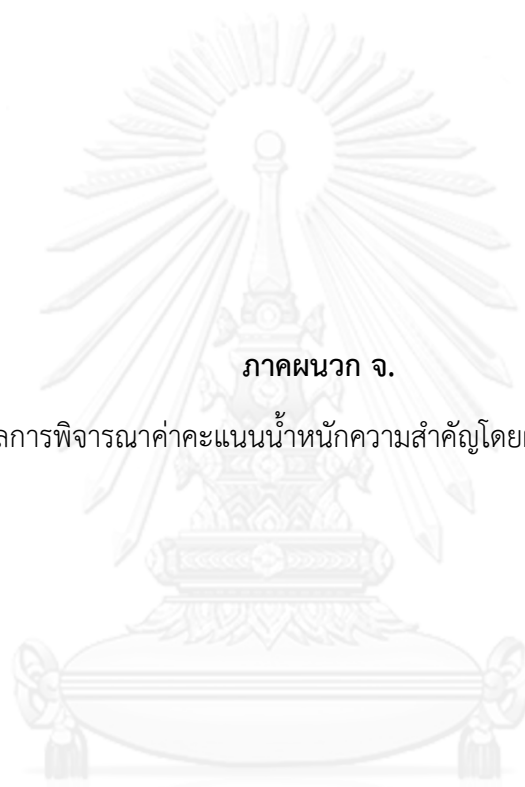 ภาคผนวก จ.
ลการพิจารณาค่าคะแนนน้ำหนักความสำคัญโดย